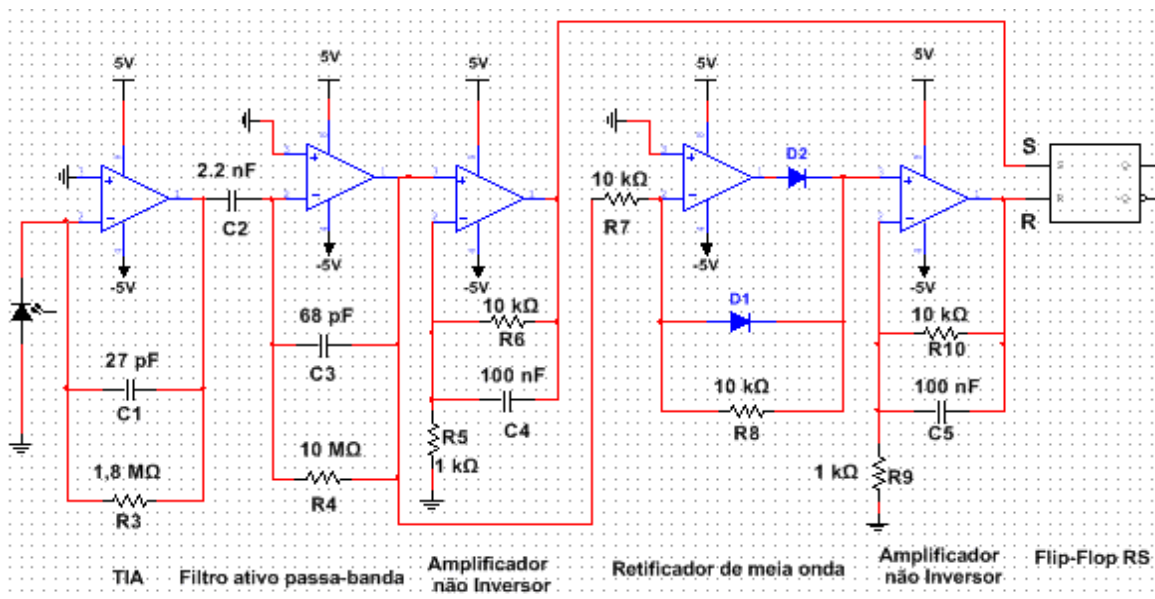 5V
5V
5V
5V
5V
2.2 nF
C2
-5V
-5V
-5V
-5V
-5V
10 kΩ
R7
D2
S
R
S
R
Q
Q
D1
27 pF
C1
1,8 MΩ
R3
68 pF
C3
10 MΩ
R4
10 kΩ
R6
100 nF
C4
R5
1 kΩ
10 kΩ
R8
10 kΩ
R10
100 nF
C5
1 kΩ
R9
TIA
Filtro ativo passa-banda
Amplificador
não Inversor
Retificador de meia onda
Amplificador
não Inversor
Flip-Flop RS